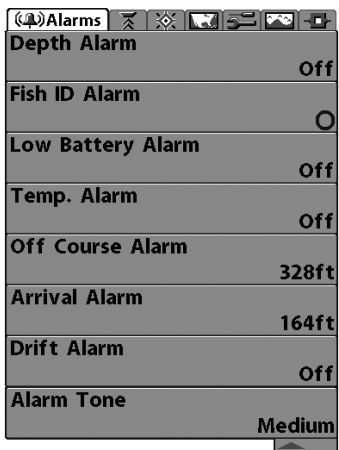 Alarms
Depth Alarm
Off
Fish ID Alarm
O
Low Battery Alarm
Off
Temp. Alarm
Off
Off Course Alarm
328ft
Arrival Alarm
164ft
Drift Alarm
Off
Alarm Tone
Medium